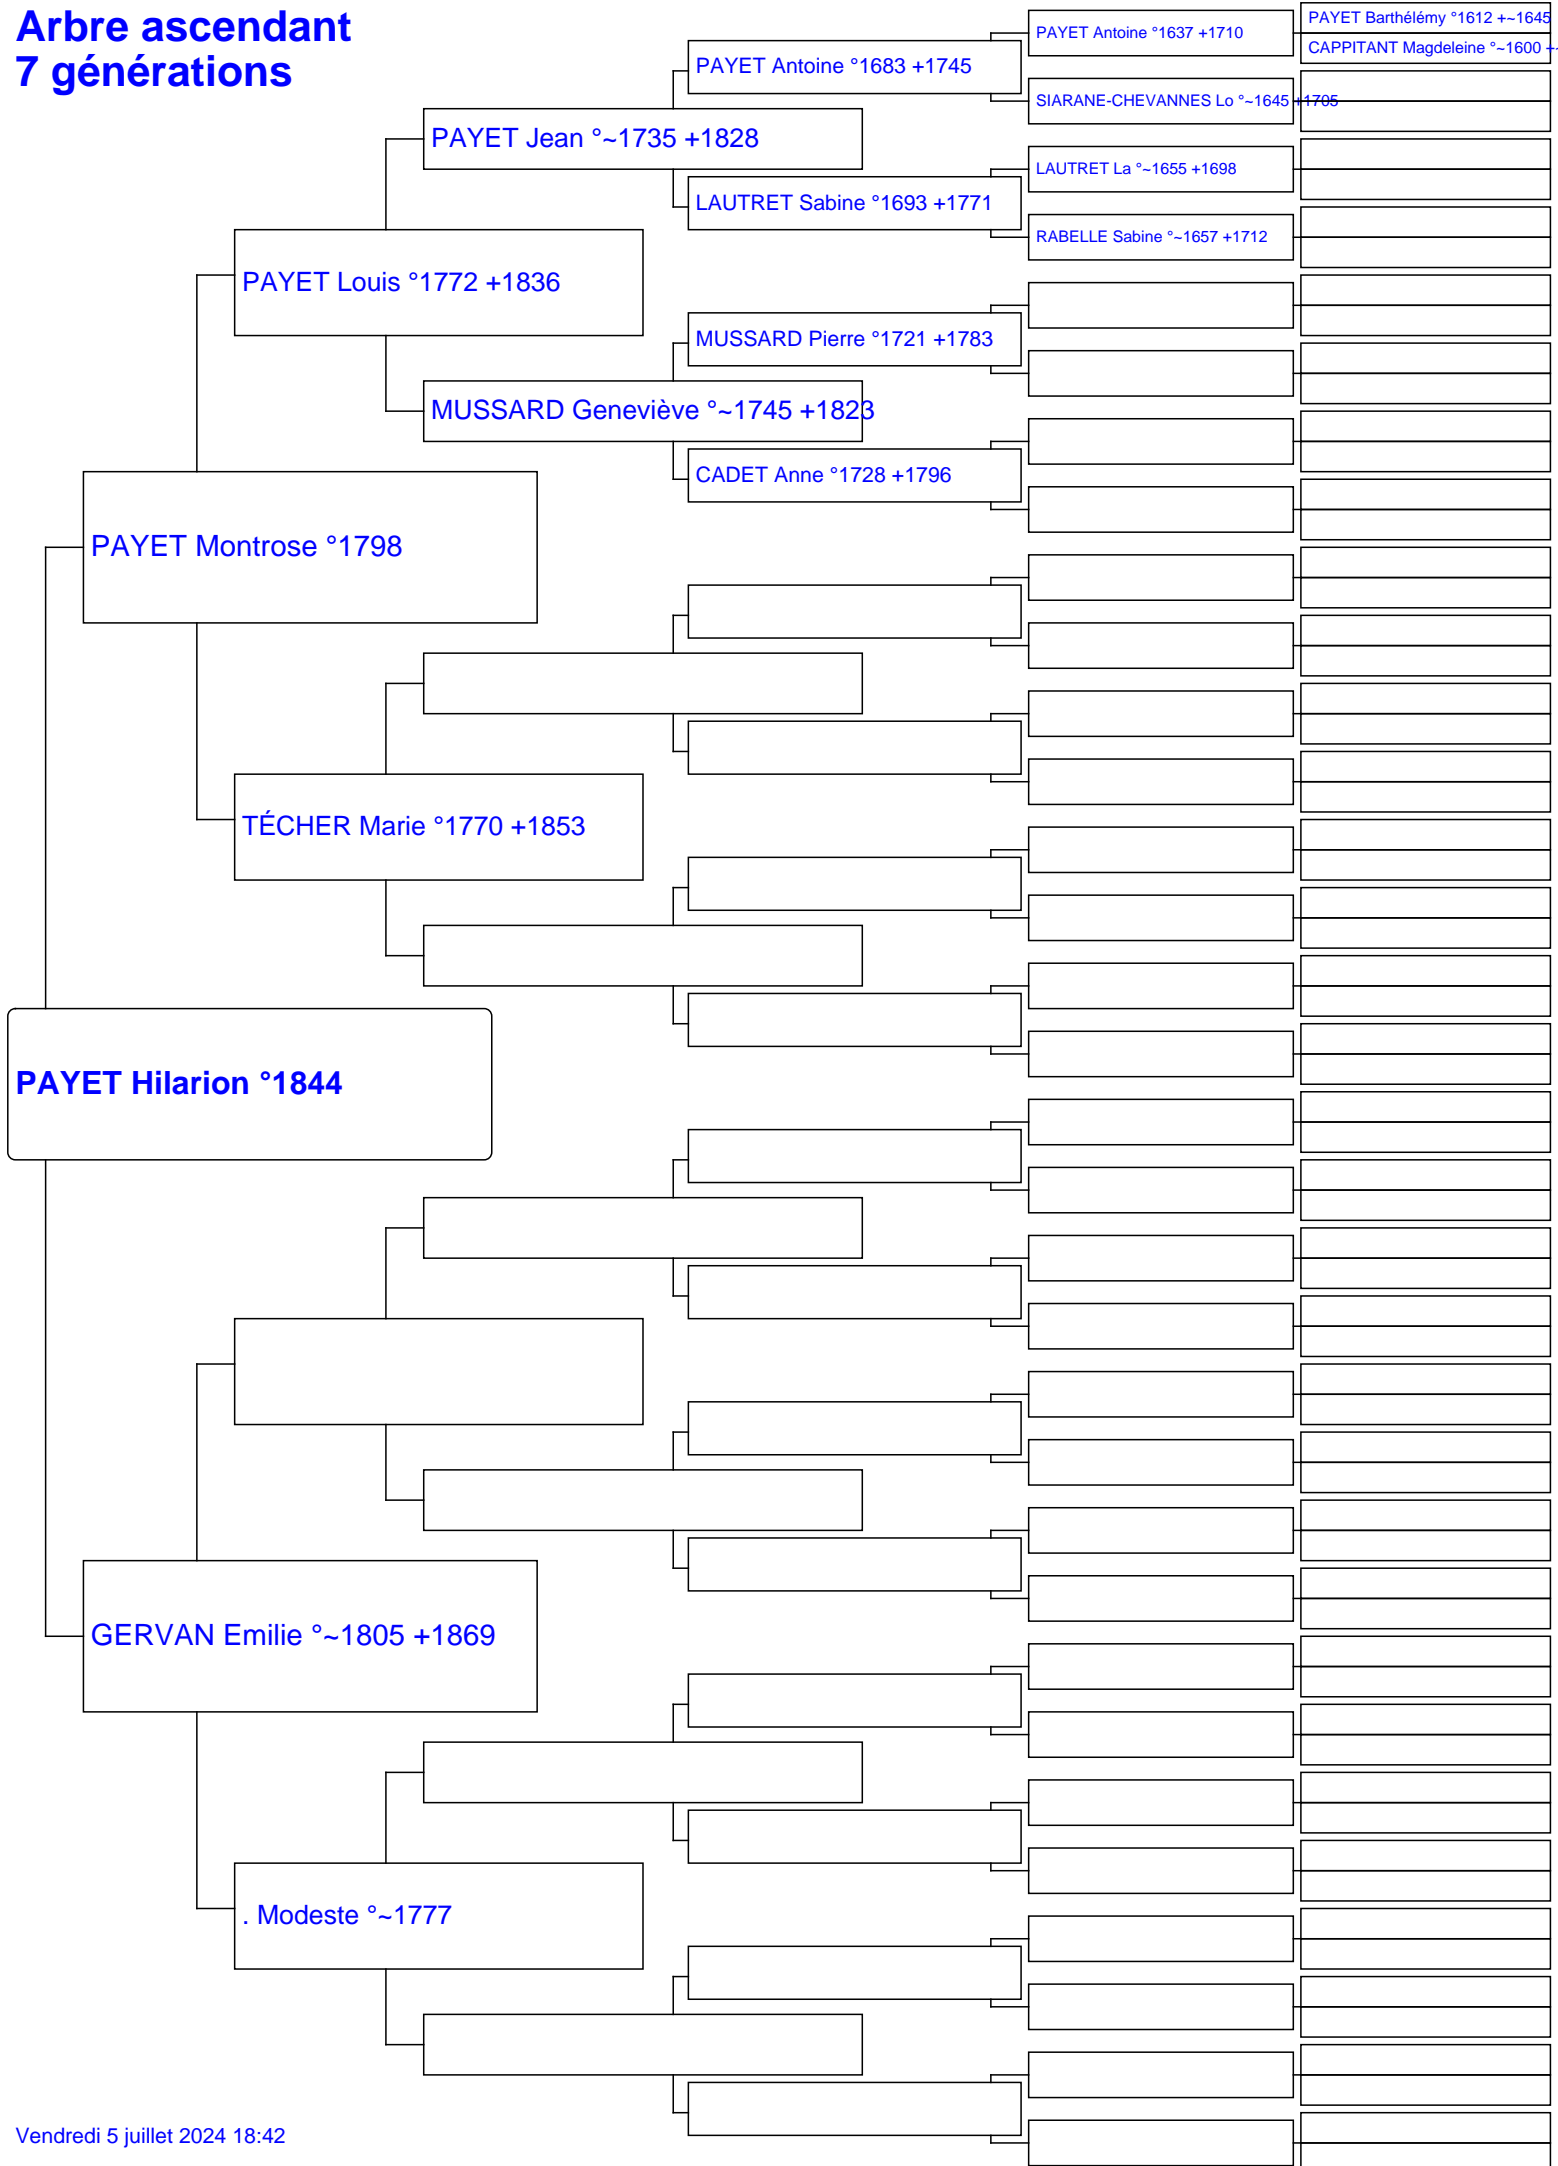 Arbre ascendant
7 générations
PAYET Barthélémy °1612 +~1645
PAYET Antoine °1637 +1710
CAPPITANT Magdeleine °~1600 +~
PAYET Antoine °1683 +1745
SIARANE-CHEVANNES Lo °~1645 +1705
PAYET Jean °~1735 +1828
LAUTRET La °~1655 +1698
LAUTRET Sabine °1693 +1771
RABELLE Sabine °~1657 +1712
PAYET Louis °1772 +1836
MUSSARD Pierre °1721 +1783
MUSSARD Geneviève °~1745 +1823
CADET Anne °1728 +1796
PAYET Montrose °1798
TÉCHER Marie °1770 +1853
PAYET Hilarion °1844
GERVAN Emilie °~1805 +1869
. Modeste °~1777
Vendredi 5 juillet 2024 18:42